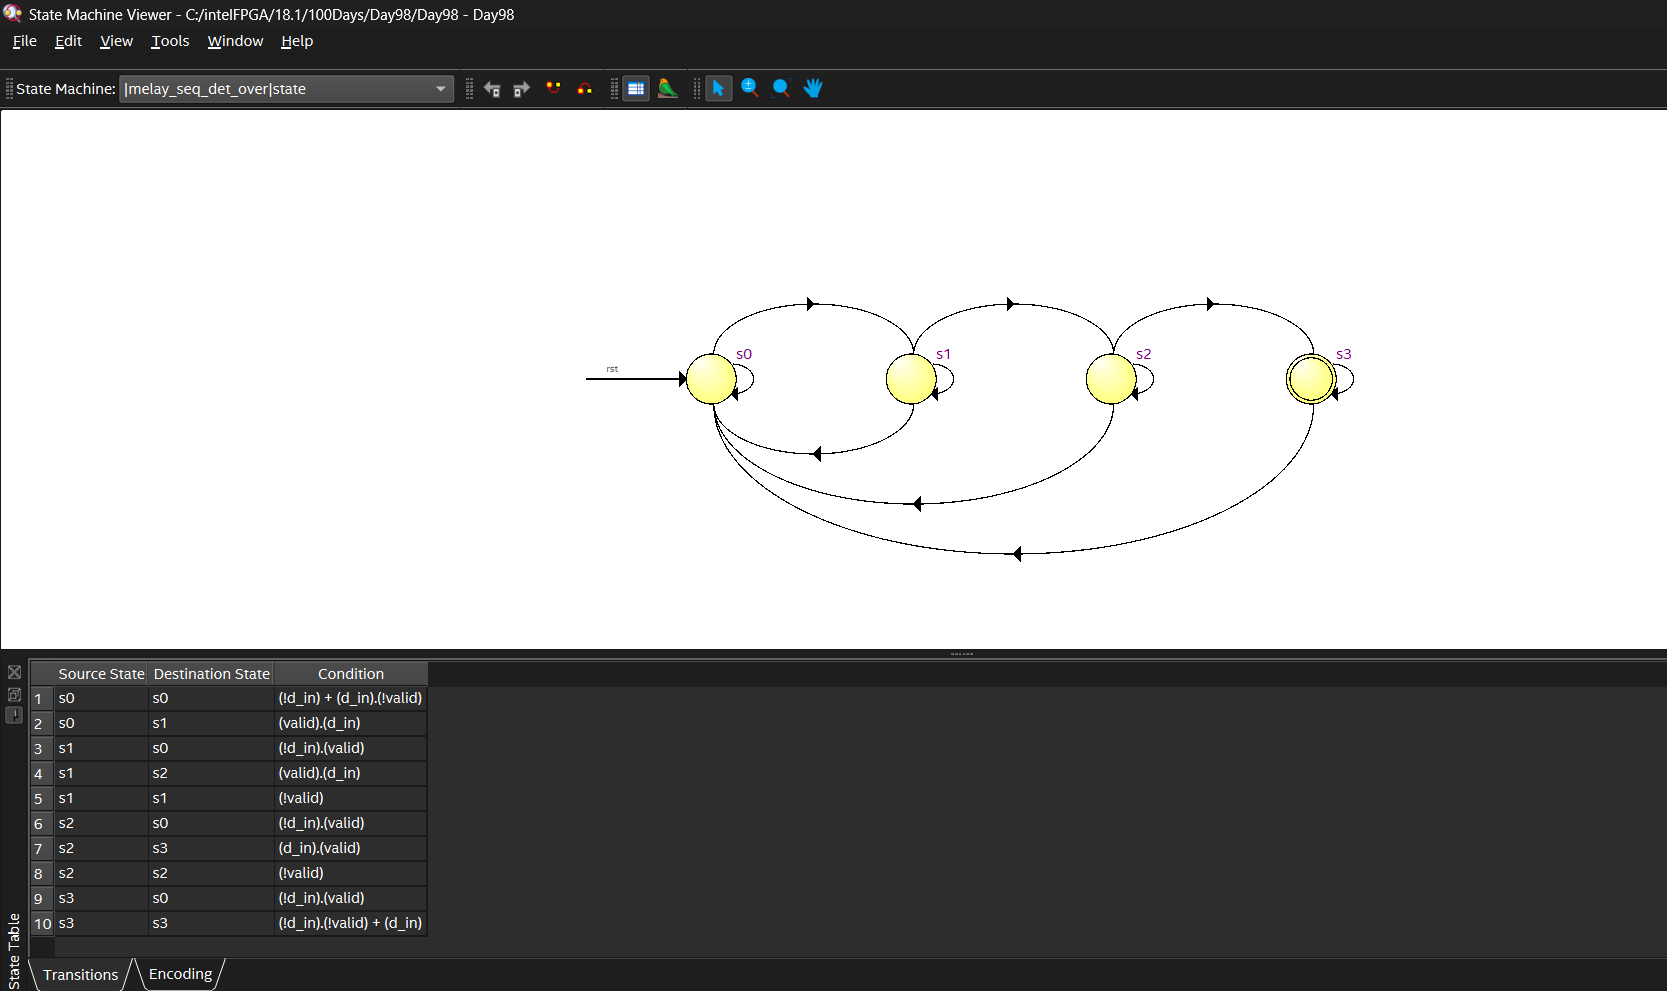 State Machine Viewer - C:/intelFPGA/18.1/100Days/Day98/Day98 - Day98
File Edit View Tools Window Help
State Machine: |melay_seq_det_over|state
s0 s1 s2 s3
rst
Source State Destination State Condition
1 s0 s0 (!d_in) + (d_in).(!valid)
2 s0 s1 (valid).(d_in)
3 s1 s0 (!d_in).(valid)
4 s1 s2 (valid).(d_in)
5 s1 s1 (!valid)
6 s2 s0 (!d_in).(valid)
7 s2 s3 (d_in).(valid)
8 s2 s2 (!valid)
9 s3 s0 (!d_in).(valid)
10 s3 s3 (!d_in).(!valid) + (d_in)
State Table
Transitions Encoding